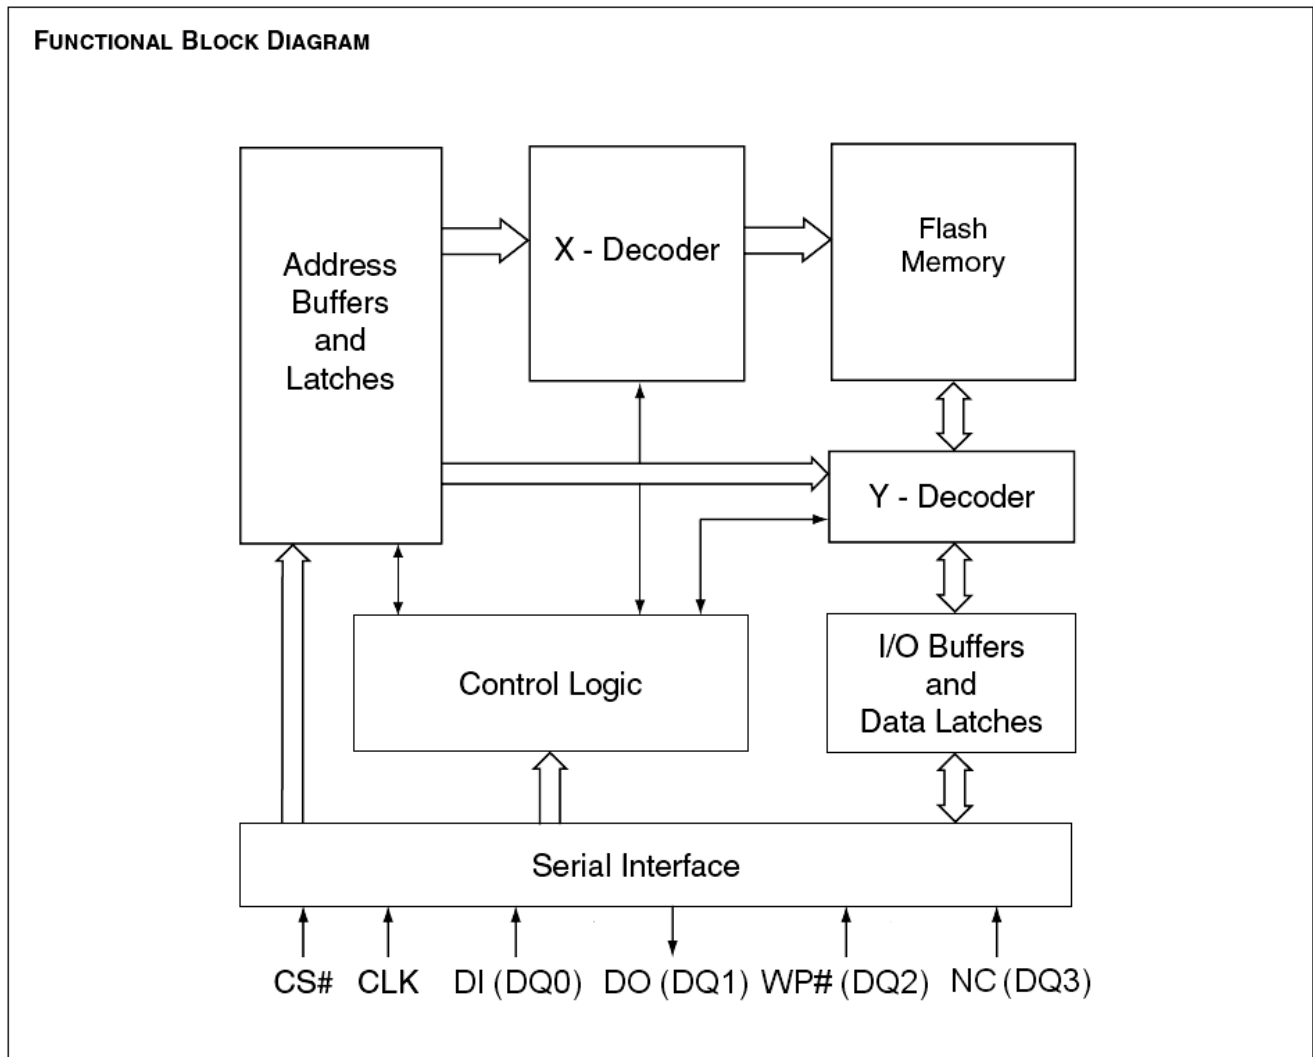 FUNCTIONAL BLOCK DIAGRAM
Address
Buffers
and
Latches
X - Decoder
Flash
Memory
Y - Decoder
Control Logic
I/O Buffers
and
Data Latches
Serial Interface
CS# CLK DI (DQ0) DO (DQ1) WP# (DQ2) NC (DQ3)